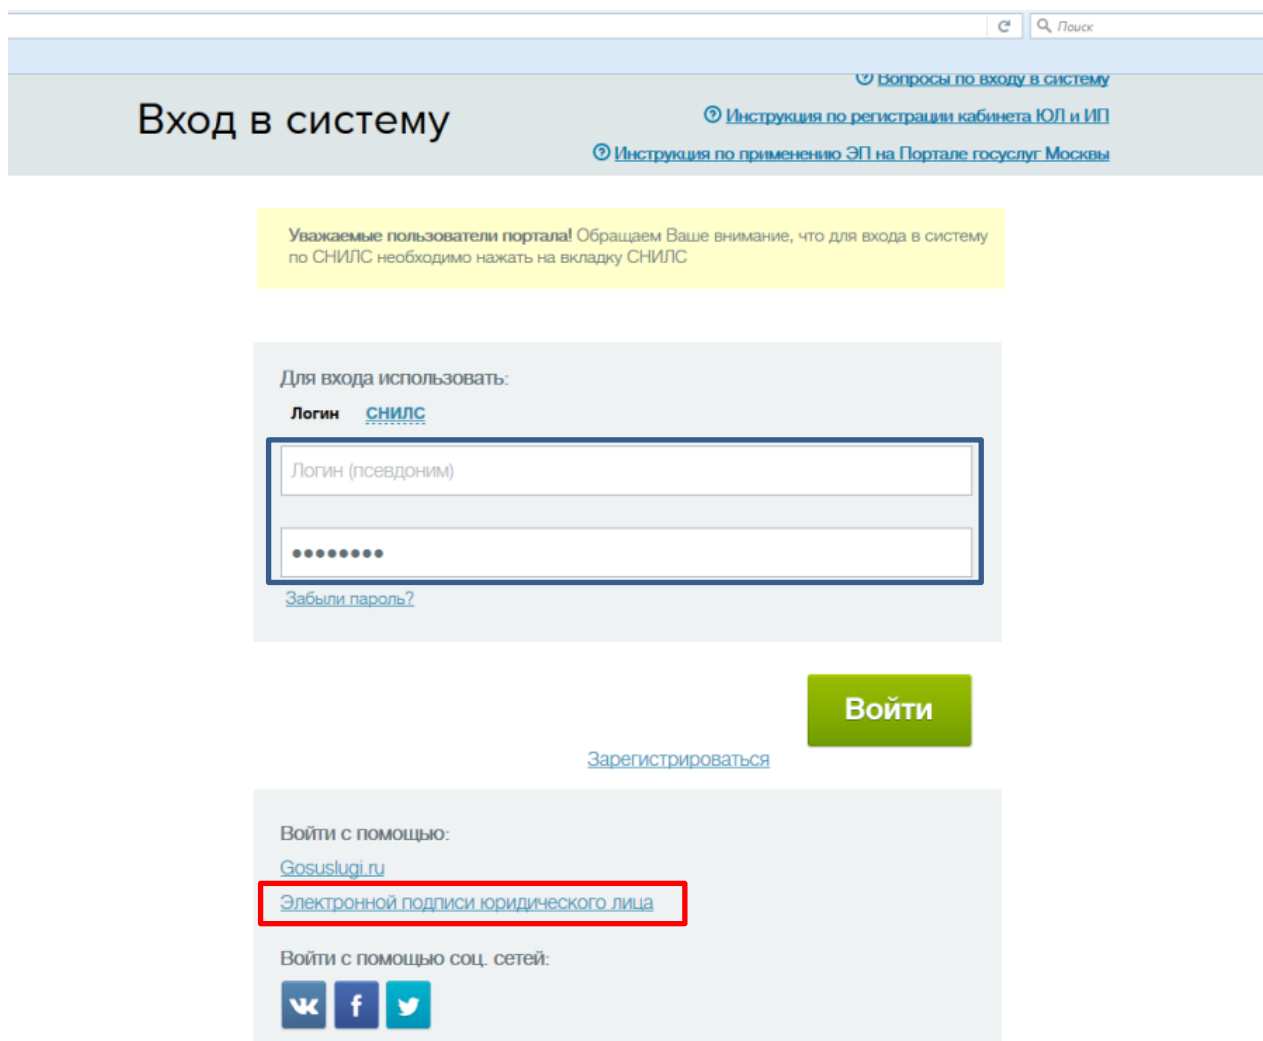 Поиск
Вопросы по входу в систему
Вход в систему
Инструкция по регистрации кабинета ЮЛ и ИП
Инструкция по применению ЭП на Портале госуслуг Москвы
Уважаемые пользователи портала! Обращаем Ваше внимание, что для входа в систему
по СНИЛС необходимо нажать на вкладку СНИЛС
Для входа использовать:
Логин СНИЛС
Логин (псевдоним)
••••••••
Забыли пароль?
Войти
Зарегистрироваться
Войти с помощью:
Gosuslugi.ru
Электронной подписи юридического лица
Войти с помощью соц. сетей: